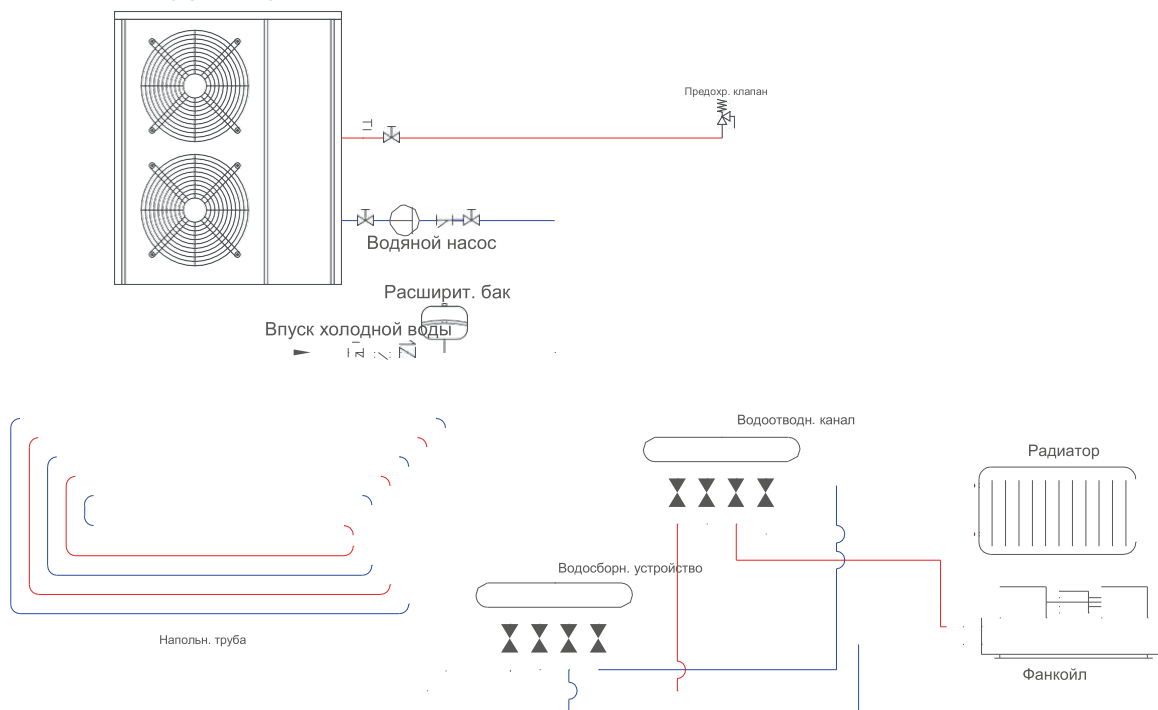 Предохр. клапан
Водяной насос
Расширит. бак
Впуск холодной воды
Водоотводн. канал
Радиатор
Водосборн. устройство
Напольн. труба
Фанкойл